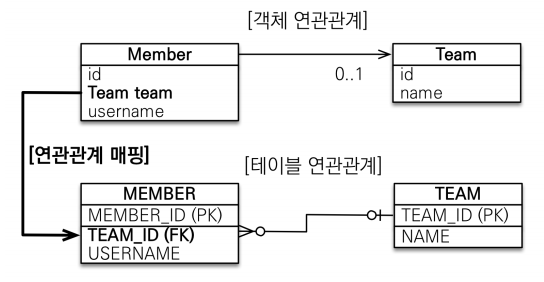 [객체 연관관계]
Member
id
Team team
username
0..1
Team
id
name
[연관관계 매핑]
[테이블 연관관계]
MEMBER
MEMBER_ID (PK)
TEAM_ID (FK)
USERNAME
TEAM
TEAM_ID (PK)
NAME